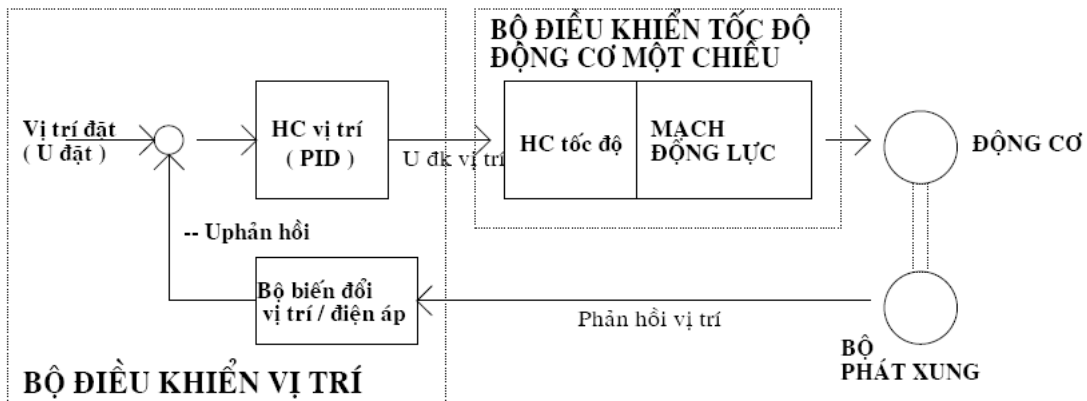 BỘ ĐIỀU KHIỂN TỐC ĐỘ
ĐỘNG CƠ MỘT CHIỀU
Vị trí đặt
( U đặt )
HC vị trí
( PID )
U đk vị trí
HC tốc độ
MẠCH
ĐỘNG LỰC
ĐỘNG CƠ
-- Uphản hồi
Bộ biến đổi
vị trí / điện áp
Phản hồi vị trí
BỘ
PHÁT XUNG
BỘ ĐIỀU KHIỂN VỊ TRÍ